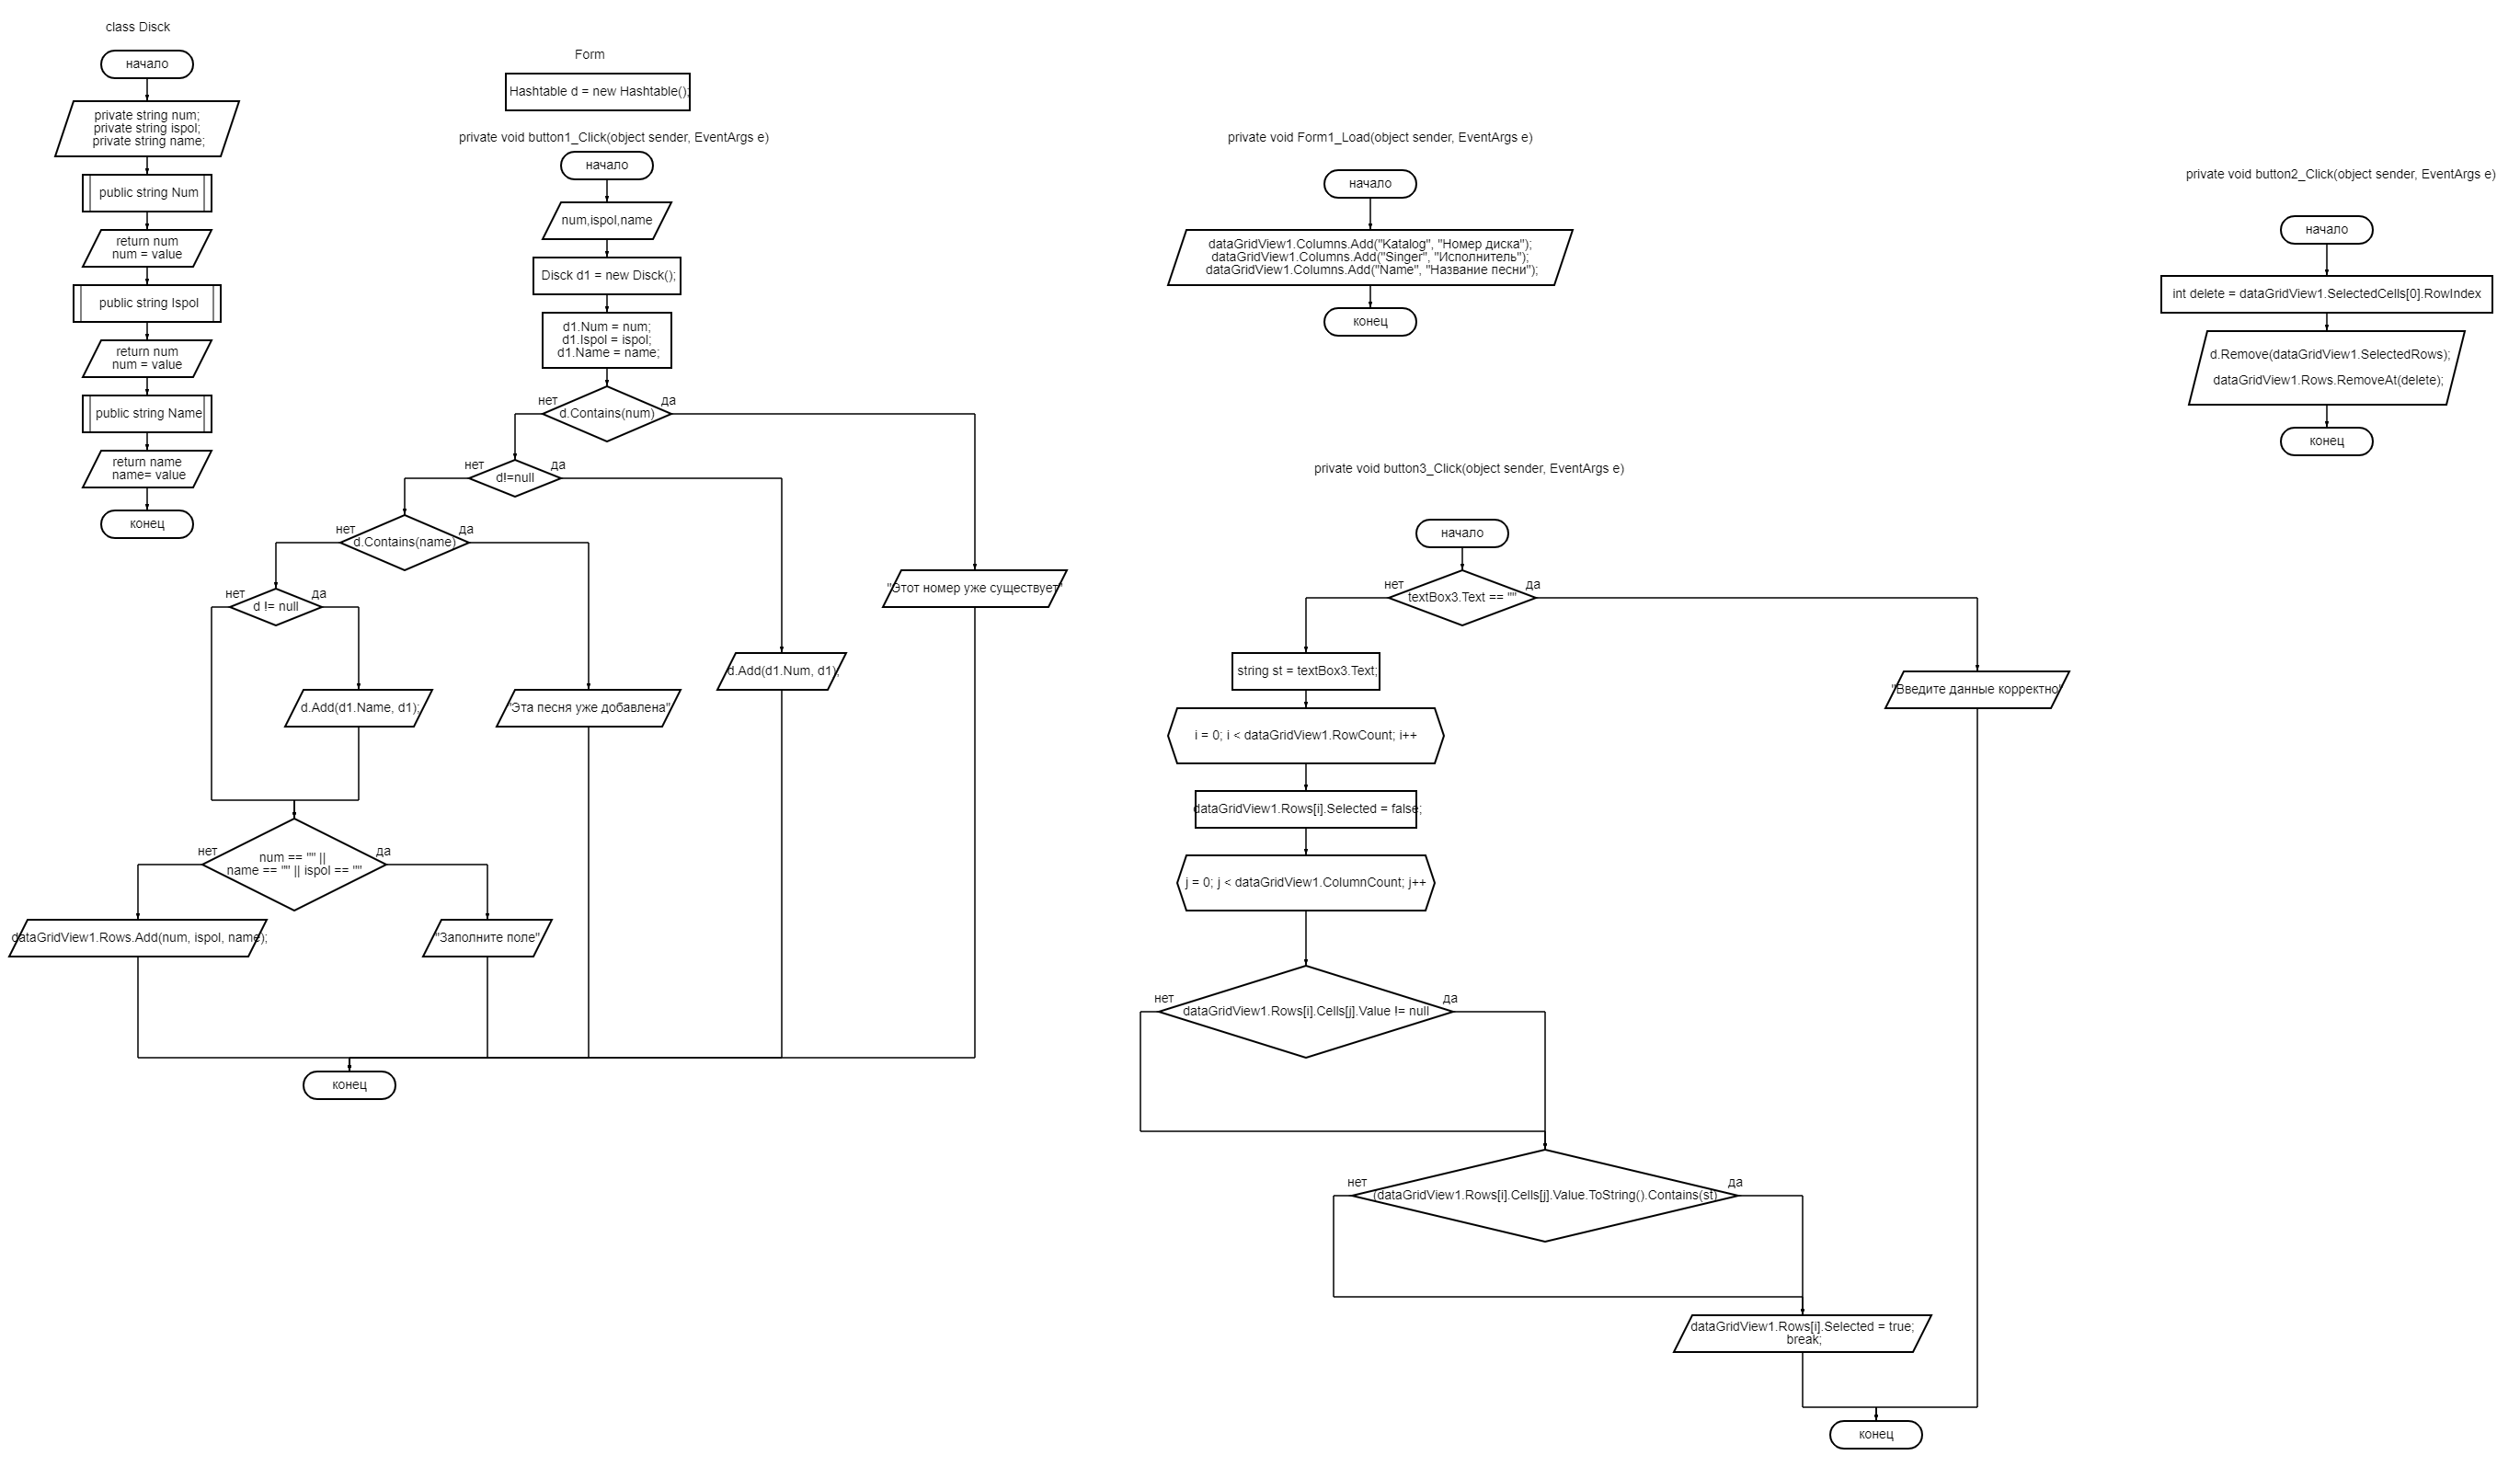 class Disck
начало
private string num;
private string ispol;
private string name;
public string Num
return num
num = value
public string Ispol
return num
num = value
public string Name
return name
name= value
конец
Form
Hashtable d = new Hashtable();
private void button1_Click(object sender, EventArgs e)
начало
num,ispol,name
Disck d1 = new Disck();
d1.Num = num;
d1.Ispol = ispol;
d1.Name = name;
нет
да
d.Contains(num)
нет
да
d!=null
нет
да
d.Contains(name)
нет
да
d != null
"Этот номер уже существует"
d.Add(d1.Num, d1);
d.Add(d1.Name, d1);
"Эта песня уже добавлена"
нет
да
num == "" ||
name == "" || ispol == ""
dataGridView1.Rows.Add(num, ispol, name);
"Заполните поле"
конец
private void Form1_Load(object sender, EventArgs e)
начало
dataGridView1.Columns.Add("Katalog", "Номер диска");
dataGridView1.Columns.Add("Singer", "Исполнитель");
dataGridView1.Columns.Add("Name", "Название песни");
конец
private void button3_Click(object sender, EventArgs e)
начало
нет
да
textBox3.Text == ""
string st = textBox3.Text;
"Введите данные корректно"
i = 0; i < dataGridView1.RowCount; i++
dataGridView1.Rows[i].Selected = false;
j = 0; j < dataGridView1.ColumnCount; j++
нет
да
dataGridView1.Rows[i].Cells[j].Value != null
нет
да
(dataGridView1.Rows[i].Cells[j].Value.ToString().Contains(st)
dataGridView1.Rows[i].Selected = true;
break;
конец
private void button2_Click(object sender, EventArgs e)
начало
int delete = dataGridView1.SelectedCells[0].RowIndex
d.Remove(dataGridView1.SelectedRows);
dataGridView1.Rows.RemoveAt(delete);
конец